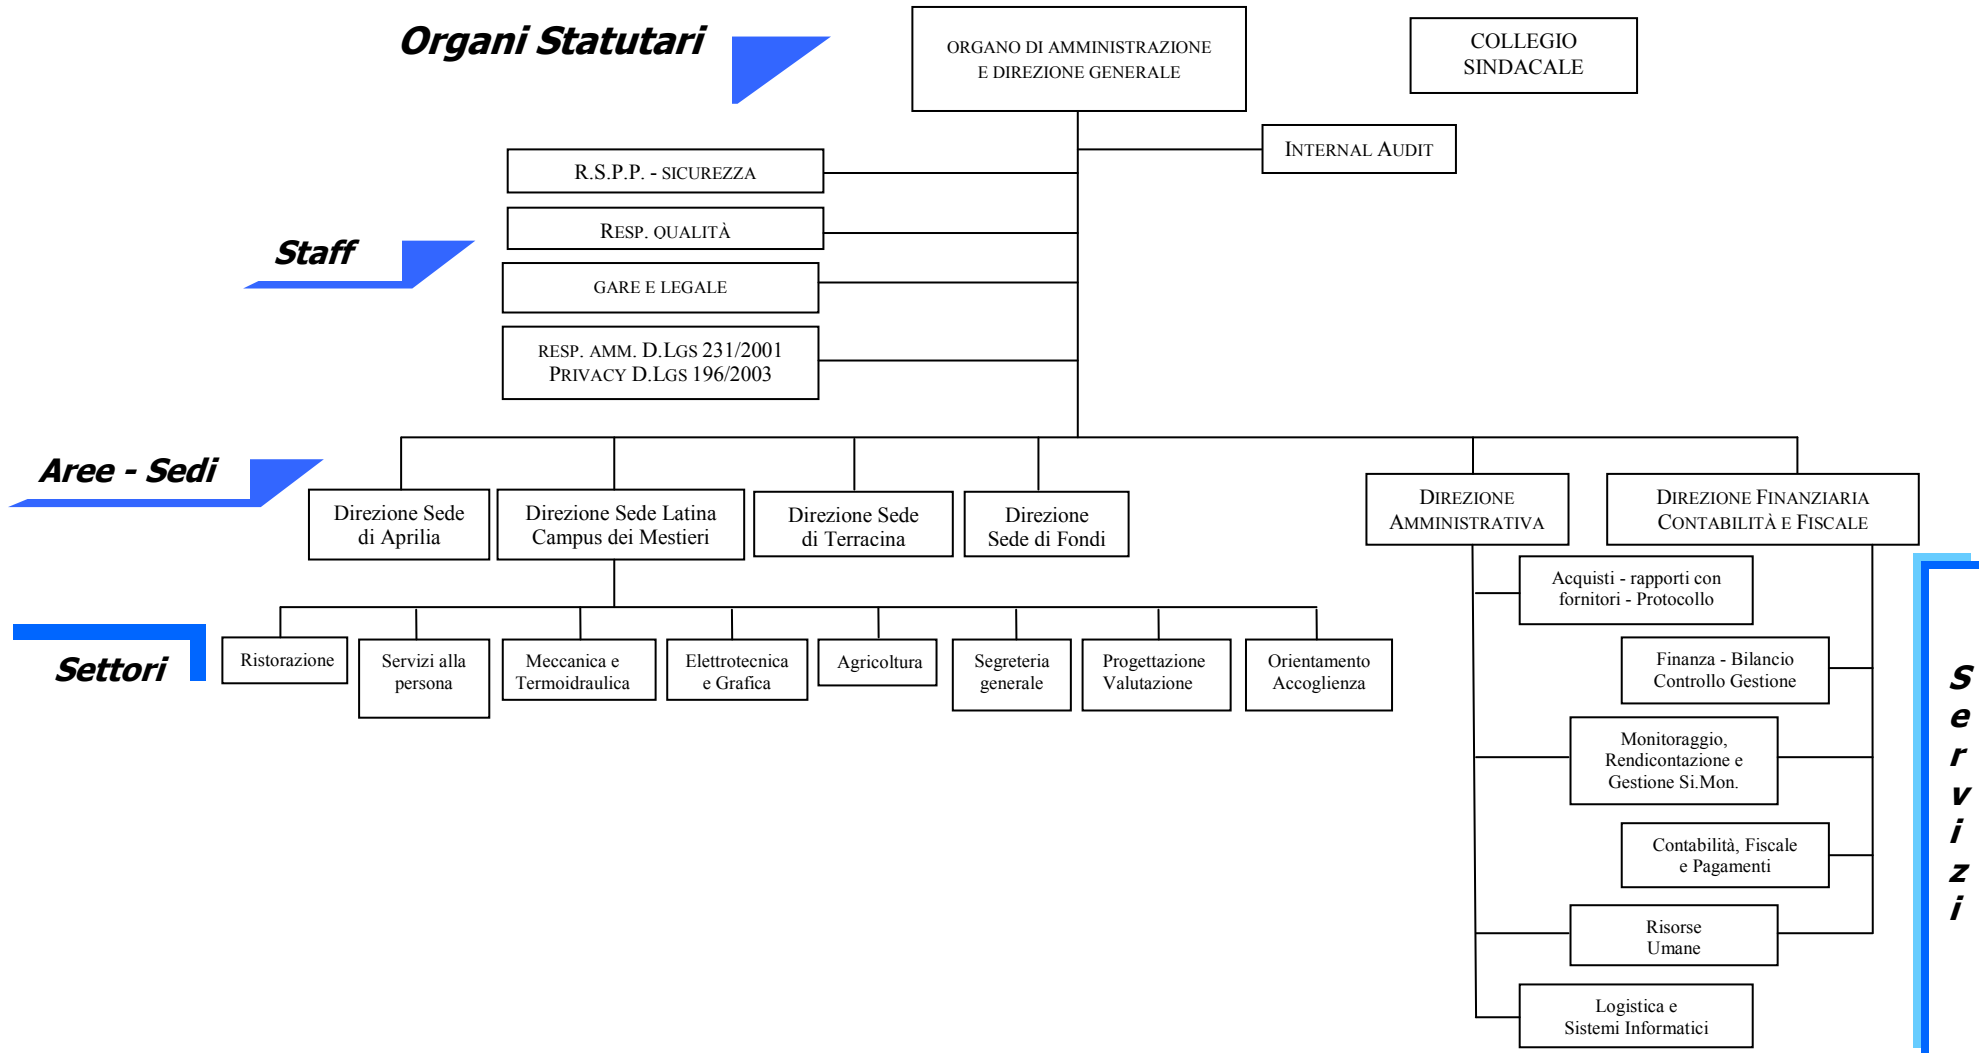 Organi Statutari
ORGANO DI AMMINISTRAZIONE
E DIREZIONE GENERALE
COLLEGIO
SINDACALE
INTERNAL AUDIT
R.S.P.P. - SICUREZZA
RESP. QUALITÀ
Staff
GARE E LEGALE
RESP. AMM. D.LGS 231/2001
PRIVACY D.LGS 196/2003
Aree - Sedi
Direzione Sede
di Aprilia
Direzione Sede Latina
Campus dei Mestieri
Direzione Sede
di Terracina
Direzione
Sede di Fondi
DIREZIONE
AMMINISTRATIVA
DIREZIONE FINANZIARIA
CONTABILITÀ E FISCALE
Settori
Ristorazione
Servizi alla
persona
Meccanica e
Termoidraulica
Elettrotecnica
e Grafica
Agricoltura
Segreteria
generale
Progettazione
Valutazione
Orientamento
Accoglienza
Acquisti - rapporti con
fornitori - Protocollo
Finanza - Bilancio
Controllo Gestione
Monitoraggio,
Rendicontazione e
Gestione Si.Mon.
Contabilità, Fiscale
e Pagamenti
Risorse
Umane
Logistica e
Sistemi Informatici
Servizi